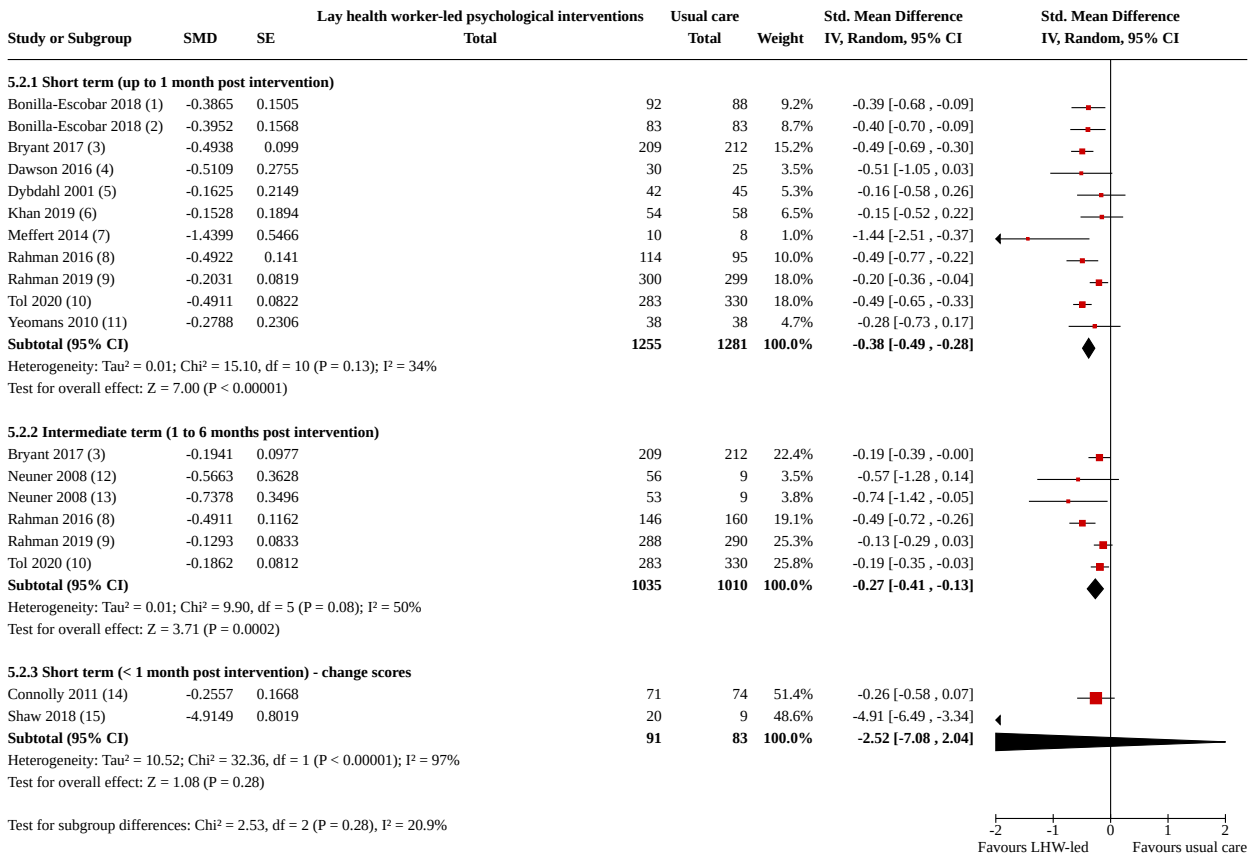 Lay health worker-led psychological interventions Usual care Std. Mean Difference Std. Mean Difference
Study or Subgroup SMD SE Total Total Weight IV, Random, 95% CI IV, Random, 95% CI
5.2.1 Short term (up to 1 month post intervention)
Bonilla-Escobar 2018 (1) -0.3865 0.1505 92 88 9.2% -0.39 [-0.68 , -0.09]
Bonilla-Escobar 2018 (2) -0.3952 0.1568 83 83 8.7% -0.40 [-0.70 , -0.09]
Bryant 2017 (3) -0.4938 0.099 209 212 15.2% -0.49 [-0.69 , -0.30]
Dawson 2016 (4) -0.5109 0.2755 30 25 3.5% -0.51 [-1.05 , 0.03]
Dybdahl 2001 (5) -0.1625 0.2149 42 45 5.3% -0.16 [-0.58 , 0.26]
Khan 2019 (6) -0.1528 0.1894 54 58 6.5% -0.15 [-0.52 , 0.22]
Meffert 2014 (7) -1.4399 0.5466 10 8 1.0% -1.44 [-2.51 , -0.37]
Rahman 2016 (8) -0.4922 0.141 114 95 10.0% -0.49 [-0.77 , -0.22]
Rahman 2019 (9) -0.2031 0.0819 300 299 18.0% -0.20 [-0.36 , -0.04]
Tol 2020 (10) -0.4911 0.0822 283 330 18.0% -0.49 [-0.65 , -0.33]
Yeomans 2010 (11) -0.2788 0.2306 38 38 4.7% -0.28 [-0.73 , 0.17]
Subtotal (95% CI) 1255 1281 100.0% -0.38 [-0.49 , -0.28]
Heterogeneity: Tau² = 0.01; Chi² = 15.10, df = 10 (P = 0.13); I² = 34%
Test for overall effect: Z = 7.00 (P < 0.00001)
5.2.2 Intermediate term (1 to 6 months post intervention)
Bryant 2017 (3) -0.1941 0.0977 209 212 22.4% -0.19 [-0.39 , -0.00]
Neuner 2008 (12) -0.5663 0.3628 56 9 3.5% -0.57 [-1.28 , 0.14]
Neuner 2008 (13) -0.7378 0.3496 53 9 3.8% -0.74 [-1.42 , -0.05]
Rahman 2016 (8) -0.4911 0.1162 146 160 19.1% -0.49 [-0.72 , -0.26]
Rahman 2019 (9) -0.1293 0.0833 288 290 25.3% -0.13 [-0.29 , 0.03]
Tol 2020 (10) -0.1862 0.0812 283 330 25.8% -0.19 [-0.35 , -0.03]
Subtotal (95% CI) 1035 1010 100.0% -0.27 [-0.41 , -0.13]
Heterogeneity: Tau² = 0.01; Chi² = 9.90, df = 5 (P = 0.08); I² = 50%
Test for overall effect: Z = 3.71 (P = 0.0002)
5.2.3 Short term (< 1 month post intervention) - change scores
Connolly 2011 (14) -0.2557 0.1668 71 74 51.4% -0.26 [-0.58 , 0.07]
Shaw 2018 (15) -4.9149 0.8019 20 9 48.6% -4.91 [-6.49 , -3.34]
Subtotal (95% CI) 91 83 100.0% -2.52 [-7.08 , 2.04]
Heterogeneity: Tau² = 10.52; Chi² = 32.36, df = 1 (P < 0.00001); I² = 97%
Test for overall effect: Z = 1.08 (P = 0.28)
Test for subgroup differences: Chi² = 2.53, df = 2 (P = 0.28), I² = 20.9%
-2 -1 0 1 2
Favours LHW-led Favours usual care